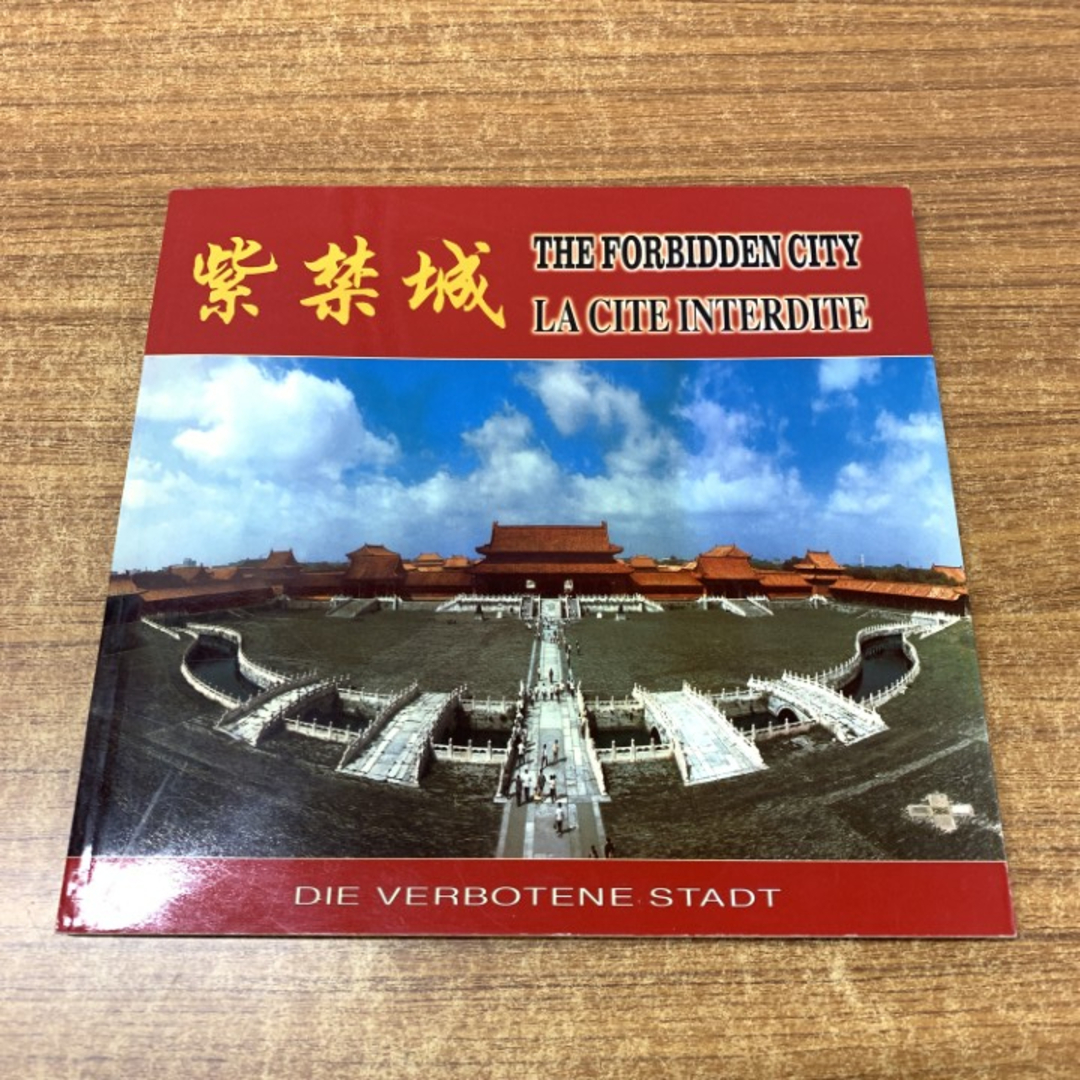 紫禁城
THE FORBIDDEN CITY
LA CITE INTERDITE
DIE VERBOTENE STADT